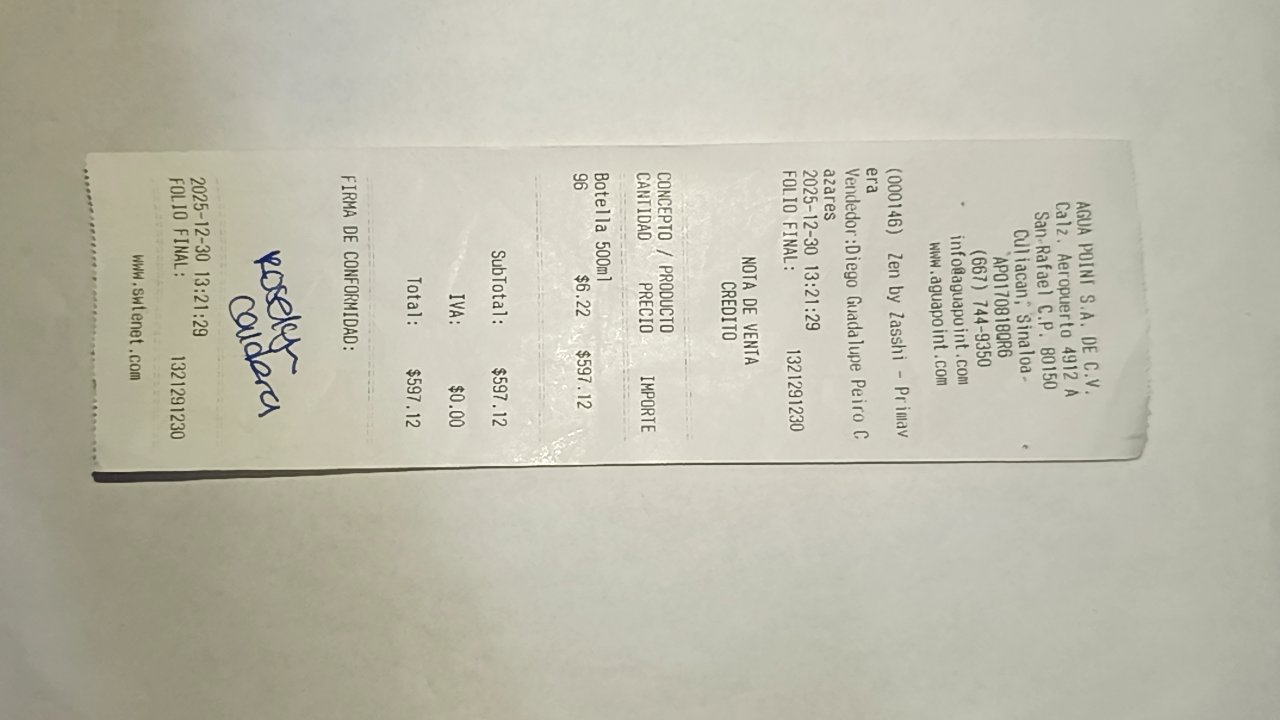 AGUA POINT S.A. DE C.V.
Calz. Aeropuerto 4912 A
San Rafael C.P. 80150
Culiacan, Sinaloa
APO170818QR6
(667) 744-9350
info@aguapoint.com
www.aguapoint.com
(000146) Zen by Zasshi - Primav
era
Vendedor:Diego Guadalupe Peiro C
azares
2025-12-30 13:21:29
FOLIO FINAL: 1321291230
NOTA DE VENTA
CREDITO
CONCEPTO / PRODUCTO
CANTIDAD PRECIO IMPORTE
Botella 500ml
96 $6.22 $597.12
SubTotal: $597.12
IVA: $0.00
Total: $597.12
FIRMA DE CONFORMIDAD:
Roselyn
2025-12-30 13:21:29
FOLIO FINAL: 1321291230
www.swtenet.com